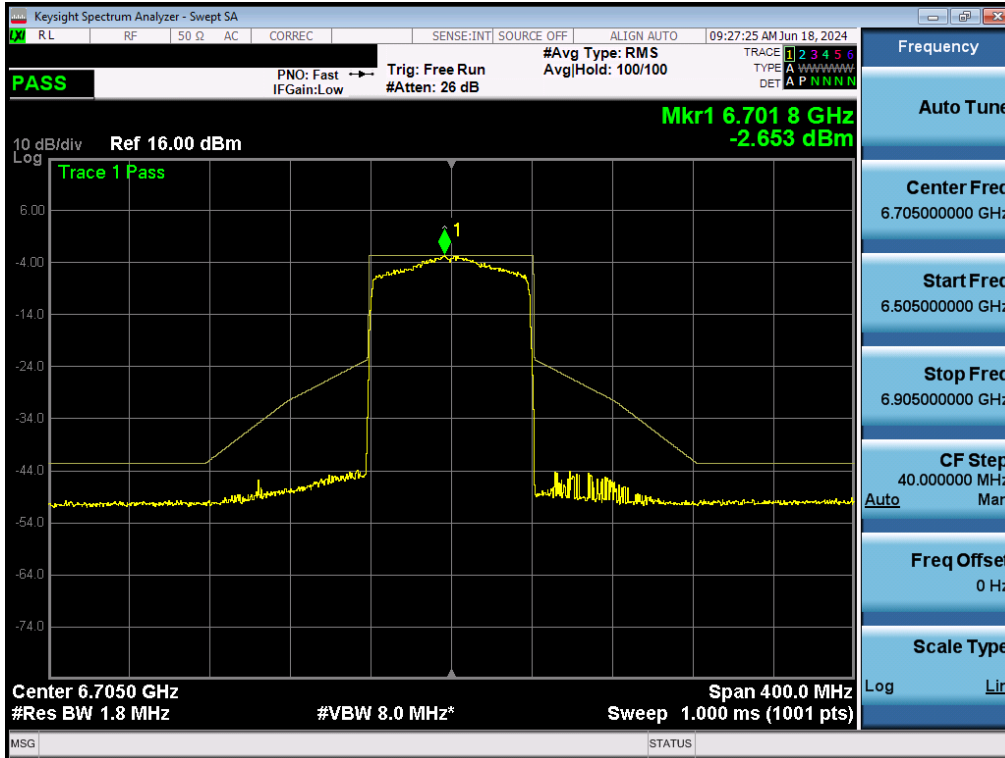 Keysight Spectrum Analyzer - Swept SA
LXI RL RF 50 Ω AC CORREC SENSE:INT SOURCE OFF ALIGN AUTO 09:27:25 AM Jun 18, 2024
PASS
PNO: Fast
IFGain:Low
Trig: Free Run
#Atten: 26 dB
#Avg Type: RMS
Avg|Hold: 100/100
TRACE 1 2 3 4 5 6
TYPE A WWWWW
DET A P N N N N
Mkr1 6.701 8 GHz
-2.653 dBm
10 dB/div Ref 16.00 dBm
Log
Trace 1 Pass
1
6.00
-4.00
-14.0
-24.0
-34.0
-44.0
-54.0
-64.0
-74.0
Center 6.7050 GHz Span 400.0 MHz
#Res BW 1.8 MHz #VBW 8.0 MHz* Sweep 1.000 ms (1001 pts)
MSG STATUS
Frequency
Auto Tune
Center Freq
6.705000000 GHz
Start Freq
6.505000000 GHz
Stop Freq
6.905000000 GHz
CF Step
40.000000 MHz
Auto Man
Freq Offset
0 Hz
Scale Type
Log Lin